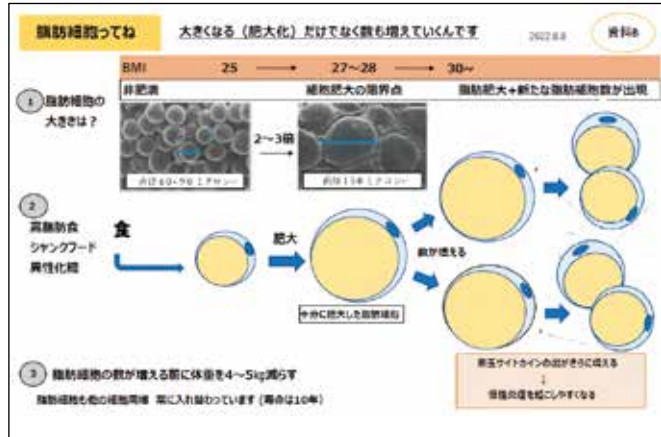 脂肪細胞ってね
大きくなる（肥大化）だけでなく数も増えていくんです
2022.8.8
資料8
BMI 25 → 27～28 → 30～
非肥満 細胞肥大の限界点 脂肪肥大＋新たな脂肪細胞数が出現
1 脂肪細胞の
大きさは？
2～3倍
2
高脂肪食
ジャンクフード
異性化糖
食
肥大
数が増える
十分に肥大した脂肪細胞
3 脂肪細胞の数が増える前に体重を4～5kg減らす
脂肪細胞も他の細胞同様 常に入れ替わっています（寿命は10年）
悪玉サイトカインの出がさらに増える
↓
慢性炎症を起こしやすくなる